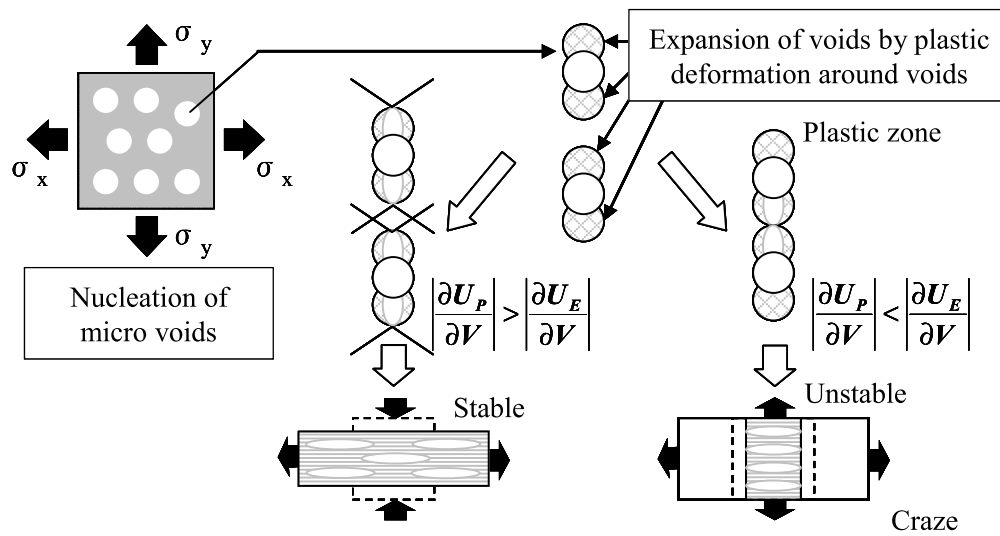 σ y
σ x
σ x
σ y
Nucleation of
micro voids
Expansion of voids by plastic
deformation around voids
Plastic zone
|∂U_P/∂V| > |∂U_E/∂V|
|∂U_P/∂V| < |∂U_E/∂V|
Stable
Unstable
Craze